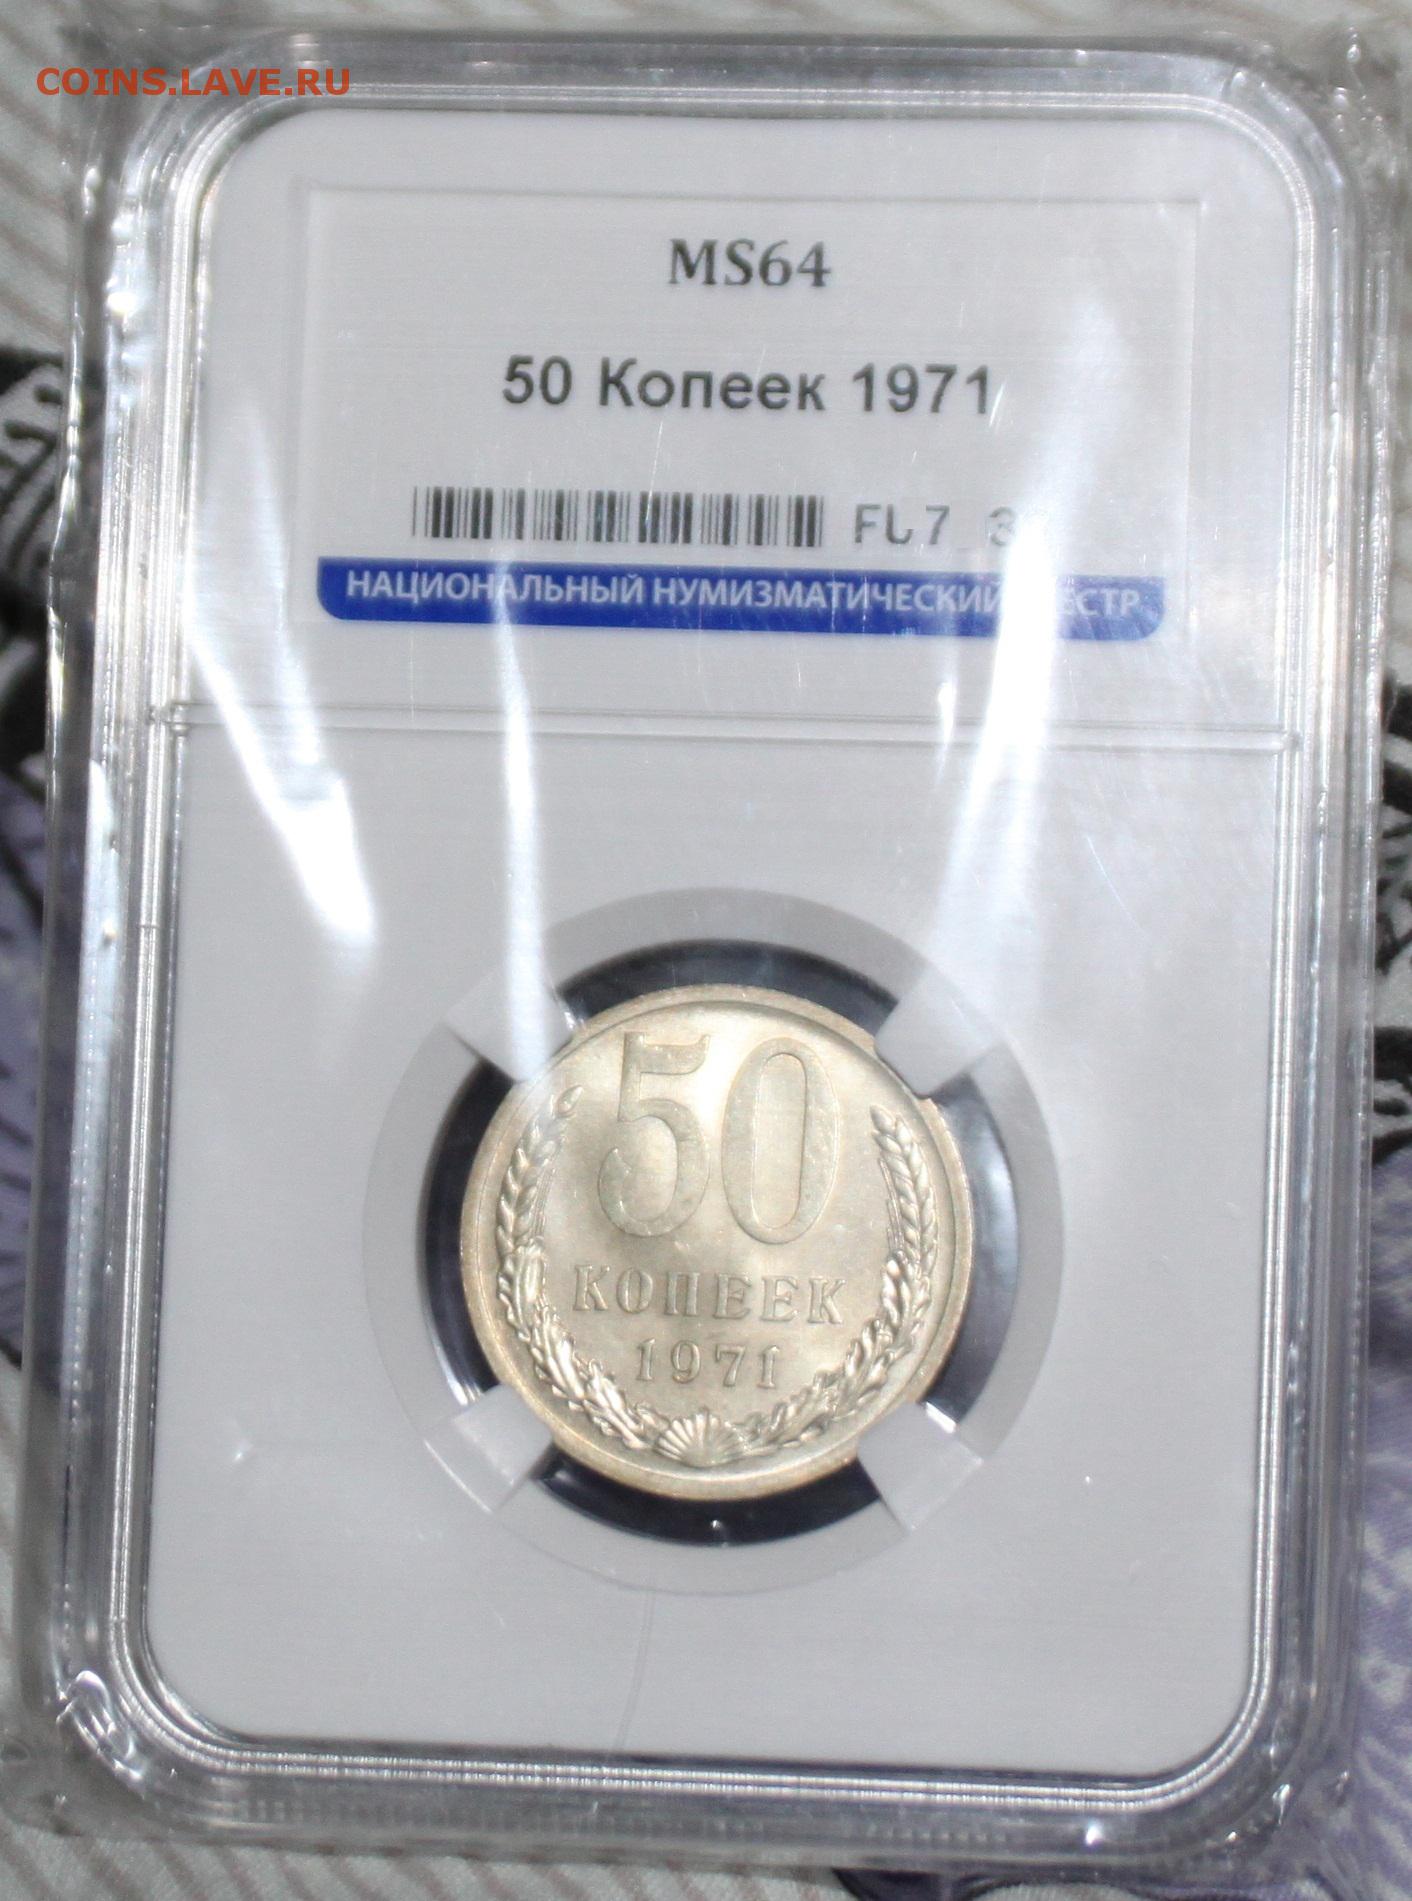 COINS.LAVE.RU
MS64
50 Копеек 1971
НАЦИОНАЛЬНЫЙ НУМИЗМАТИЧЕСКИЙ
50
КОПЕЕК
1971